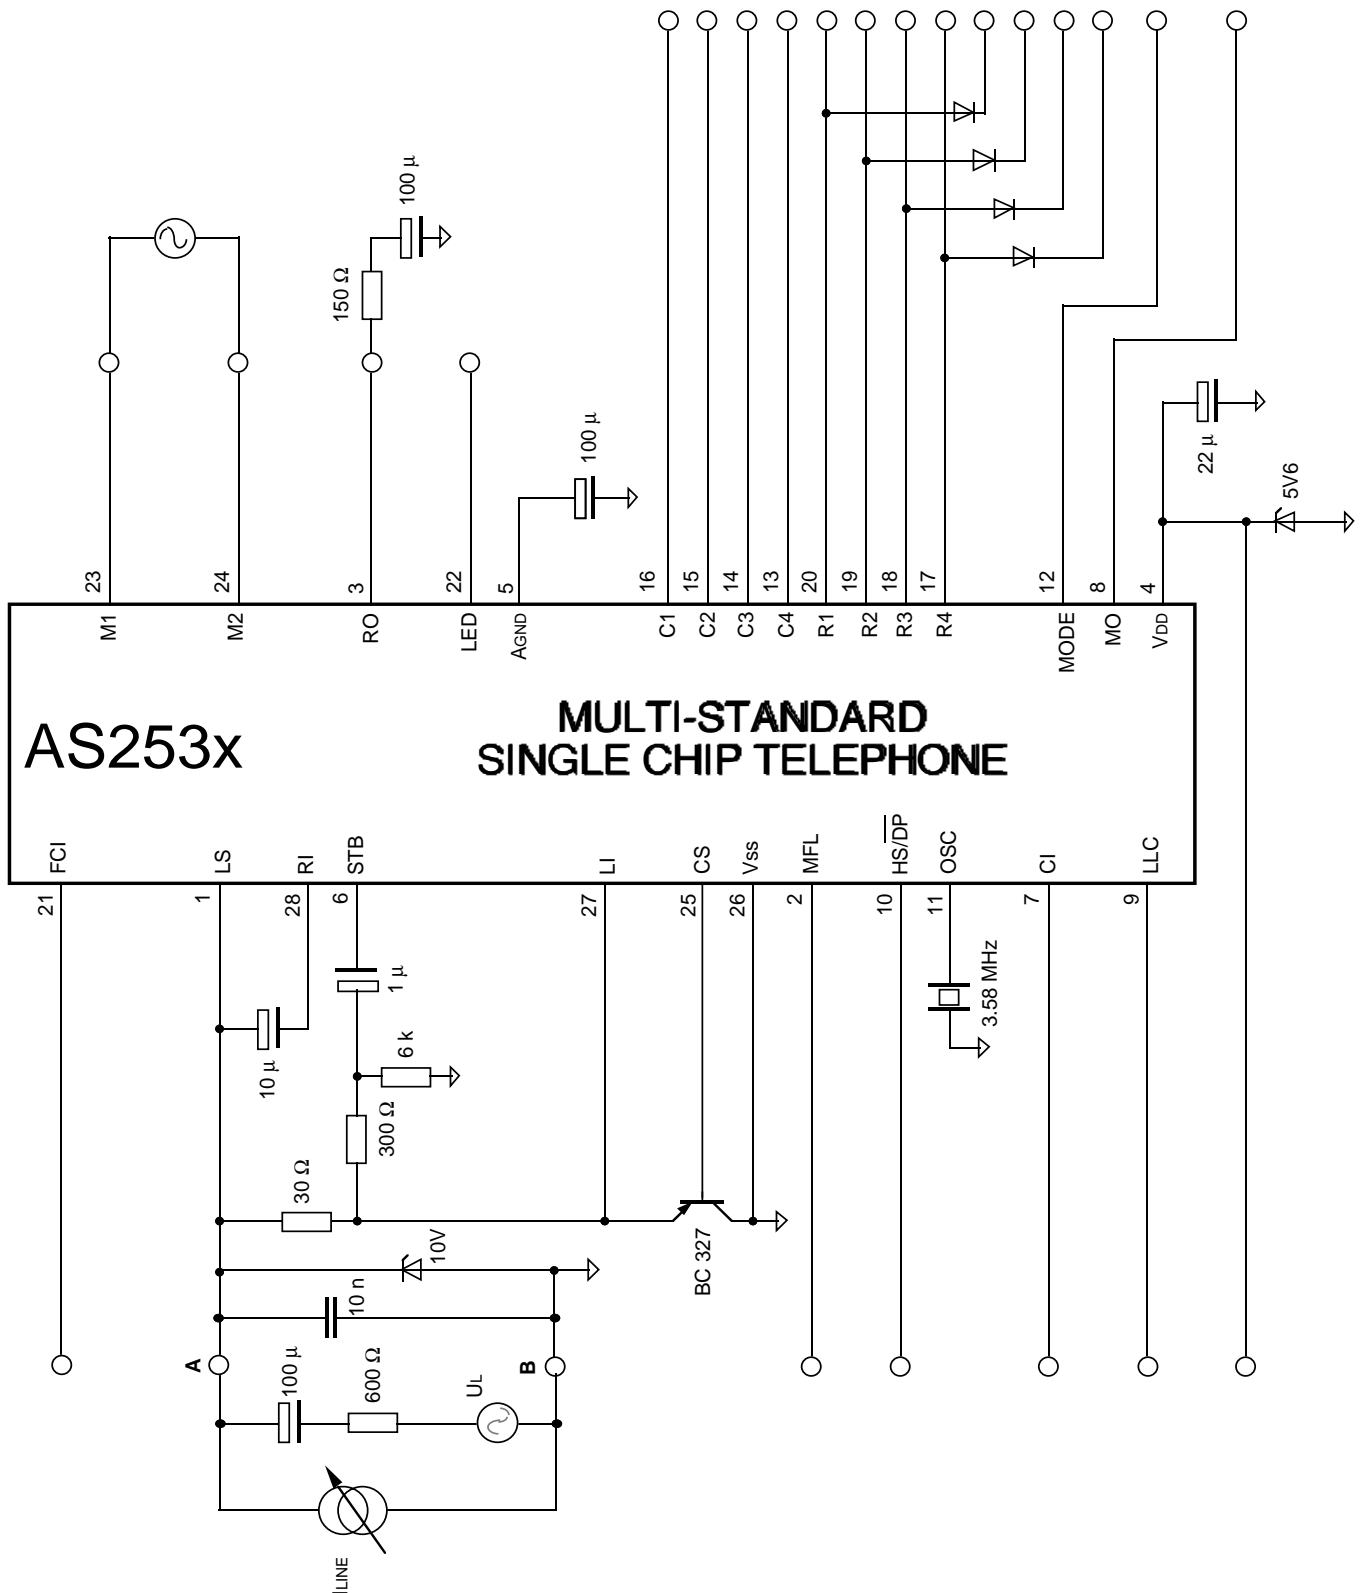 100 µ
150 Ω
100 µ
22 µ
5V6
23
24
3
22
5
16
15
14
13
20
19
18
17
12
8
4
M1
M2
RO
LED
AGND
C1
C2
C3
C4
R1
R2
R3
R4
MODE
MO
VDD
AS253x
MULTI-STANDARD
SINGLE CHIP TELEPHONE
FCI
LS
RI
STB
LI
CS
Vss
MFL
HS/DP
OSC
CI
LLC
21
1
28
6
27
25
26
2
10
11
7
9
1 µ
3.58 MHz
10 µ
6 k
300 Ω
30 Ω
10V
BC 327
10 n
A
B
100 µ
600 Ω
UL
ILINE